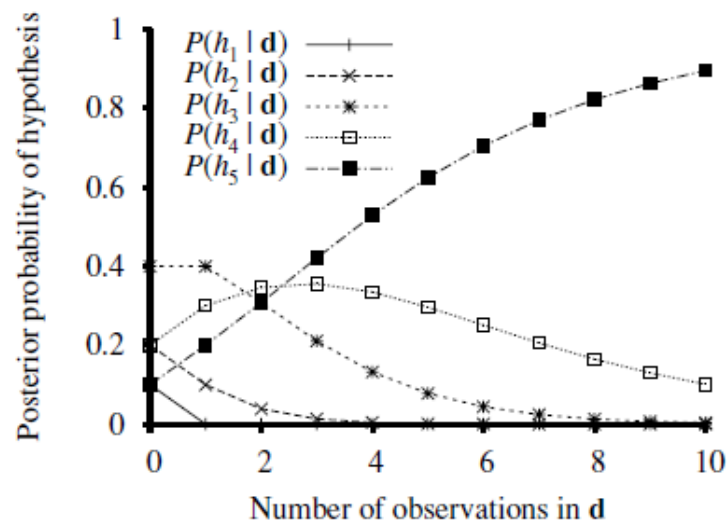 Posterior probability of hypothesis
1
0.8
0.6
0.4
0.2
0
P(h₁ | d)
P(h₂ | d)
P(h₃ | d)
P(h₄ | d)
P(h₅ | d)
0 2 4 6 8 10
Number of observations in d